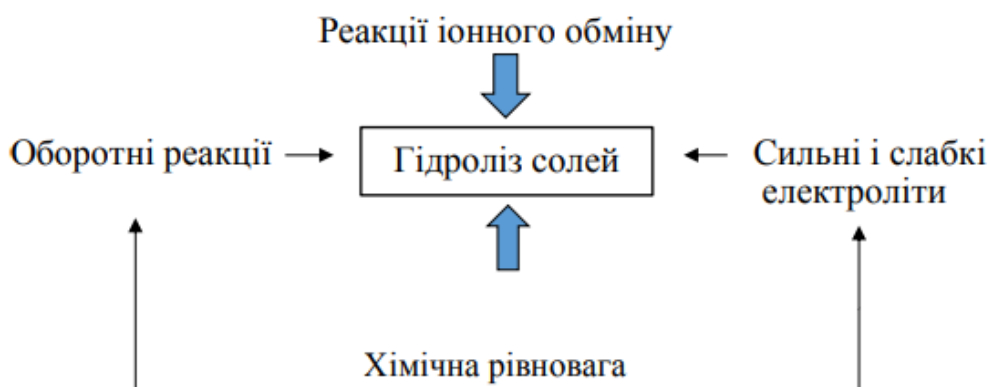 Реакції іонного обміну
Оборотні реакції
Гідроліз солей
Сильні і слабкі
електроліти
Хімічна рівновага